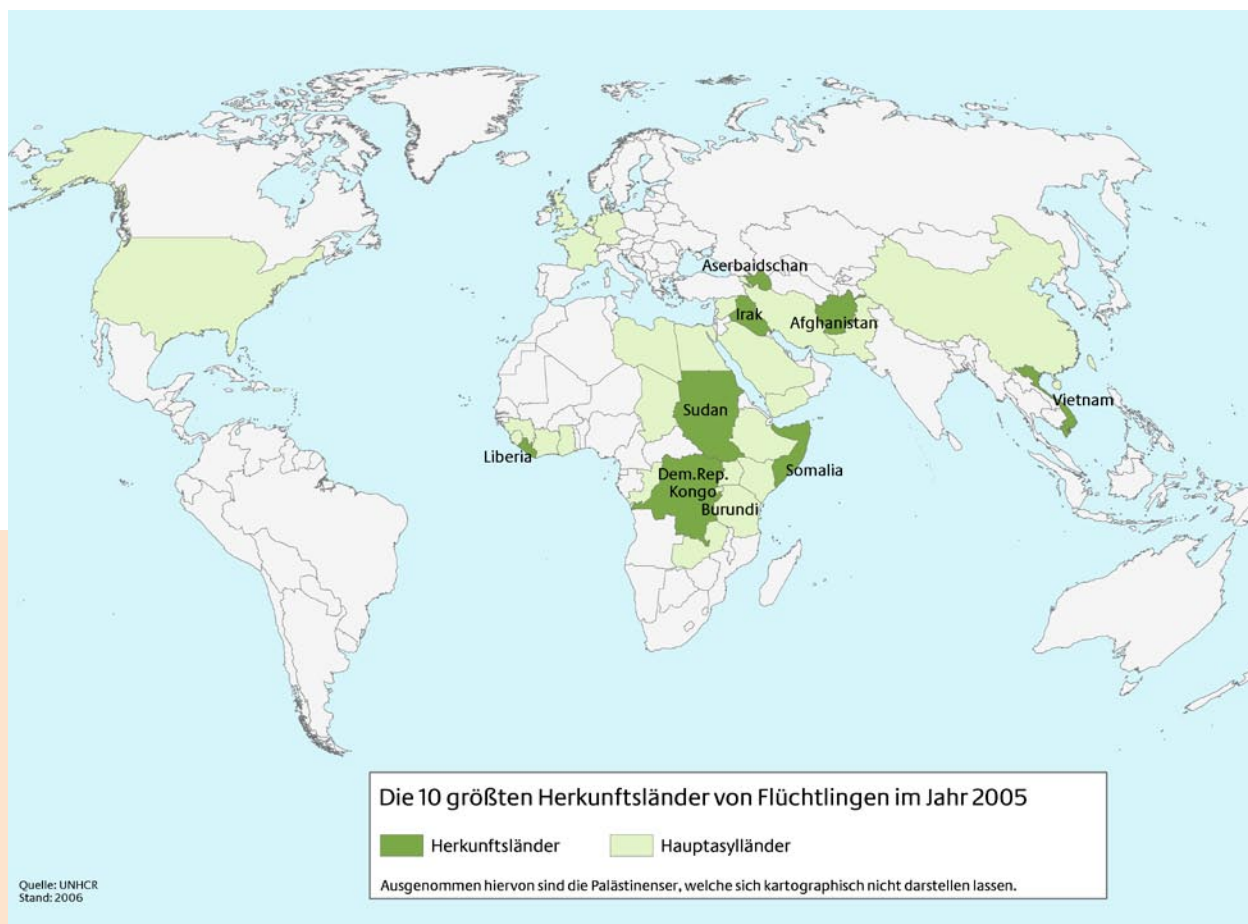 Aserbaidschan
Irak
Afghanistan
Sudan
Vietnam
Liberia
Somalia
Dem.Rep.
Kongo
Burundi
Die 10 größten Herkunftsländer von Flüchtlingen im Jahr 2005
Herkunftsländer
Hauptasylländer
Ausgenommen hiervon sind die Palästinenser, welche sich kartographisch nicht darstellen lassen.
Quelle: UNHCR
Stand: 2006